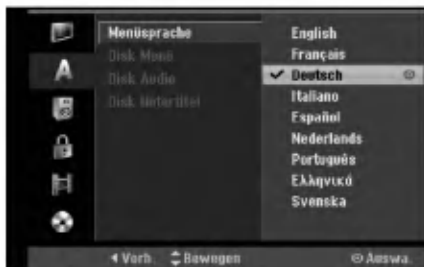 Menüsprache
Disk Menü
Disk Audio
Disk Untertitel
English
Français
Deutsch
Italiano
Español
Nederlands
Português
Ελληνικά
Svenska
A
Vorh. Bewegen Auswa.